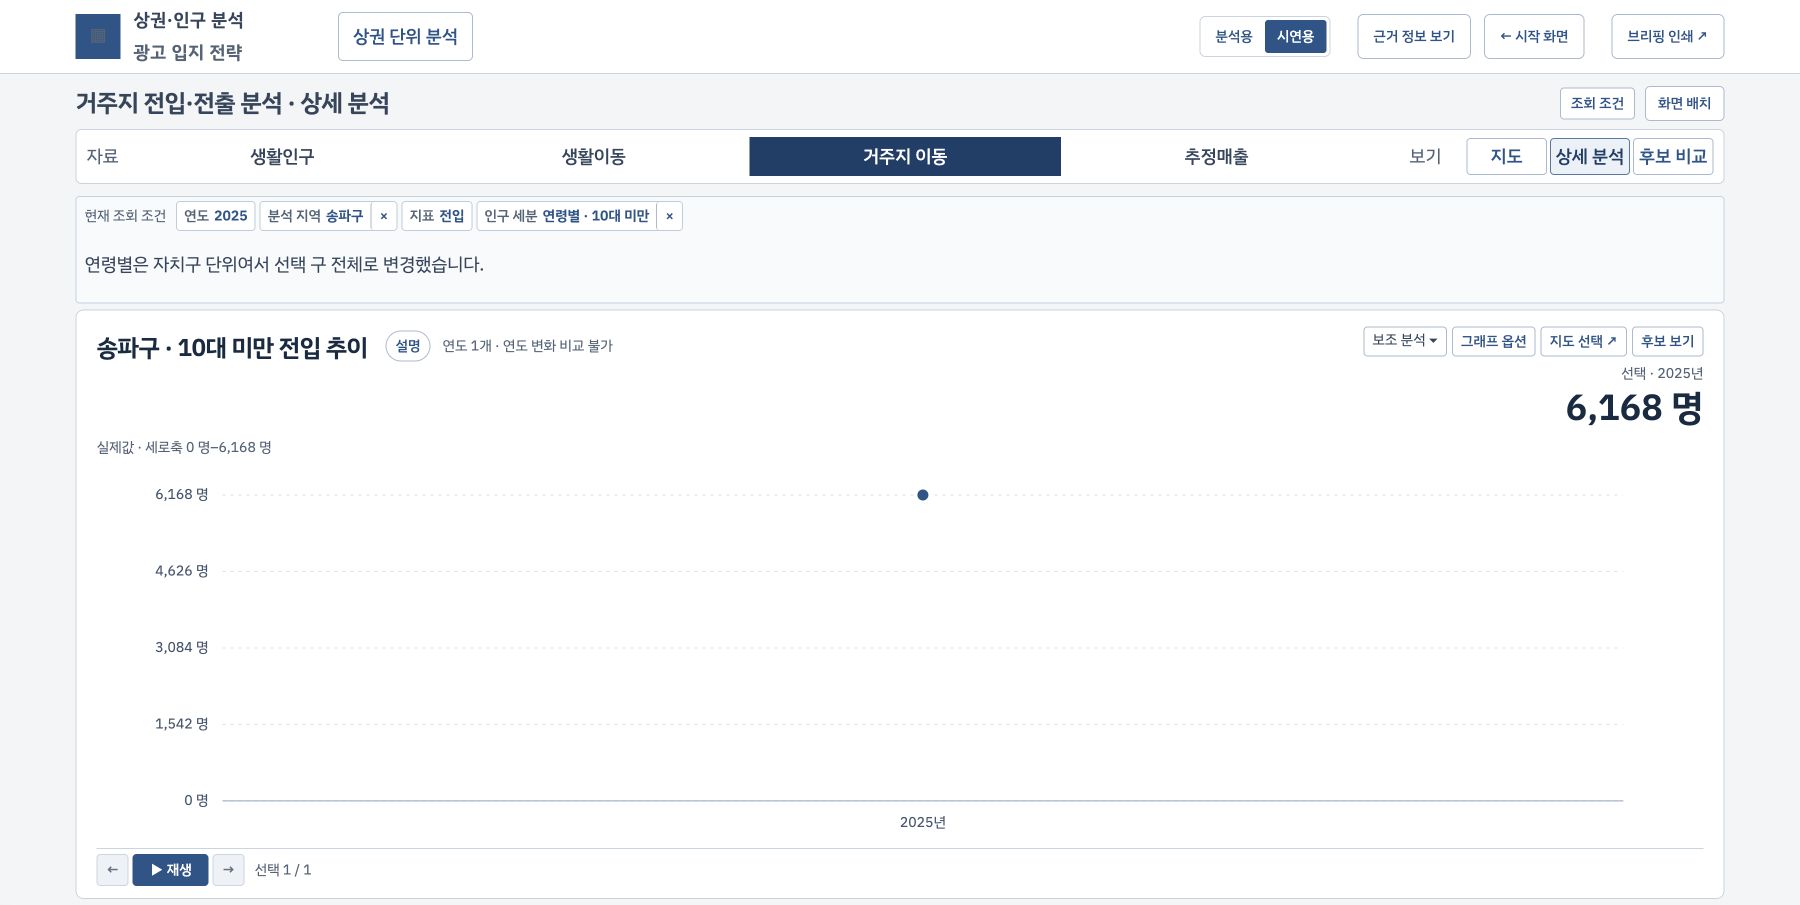 상권·인구 분석
광고 입지 전략
상권 단위 분석
분석용 시연용
근거 정보 보기
← 시작 화면
브리핑 인쇄 ↗
거주지 전입·전출 분석 · 상세 분석
조회 조건
화면 배치
자료 생활인구 생활이동 거주지 이동 추정매출 보기 지도 상세 분석 후보 비교
현재 조회 조건 연도 2025 분석 지역 송파구 × 지표 전입 인구 세분 연령별 · 10대 미만 ×
연령별은 자치구 단위여서 선택 구 전체로 변경했습니다.
송파구 · 10대 미만 전입 추이 설명 연도 1개 · 연도 변화 비교 불가
보조 분석 ▾ 그래프 옵션 지도 선택 ↗ 후보 보기
선택 · 2025년
6,168 명
실제값 · 세로축 0 명–6,168 명
6,168 명
4,626 명
3,084 명
1,542 명
0 명
2025년
← ▶ 재생 → 선택 1 / 1